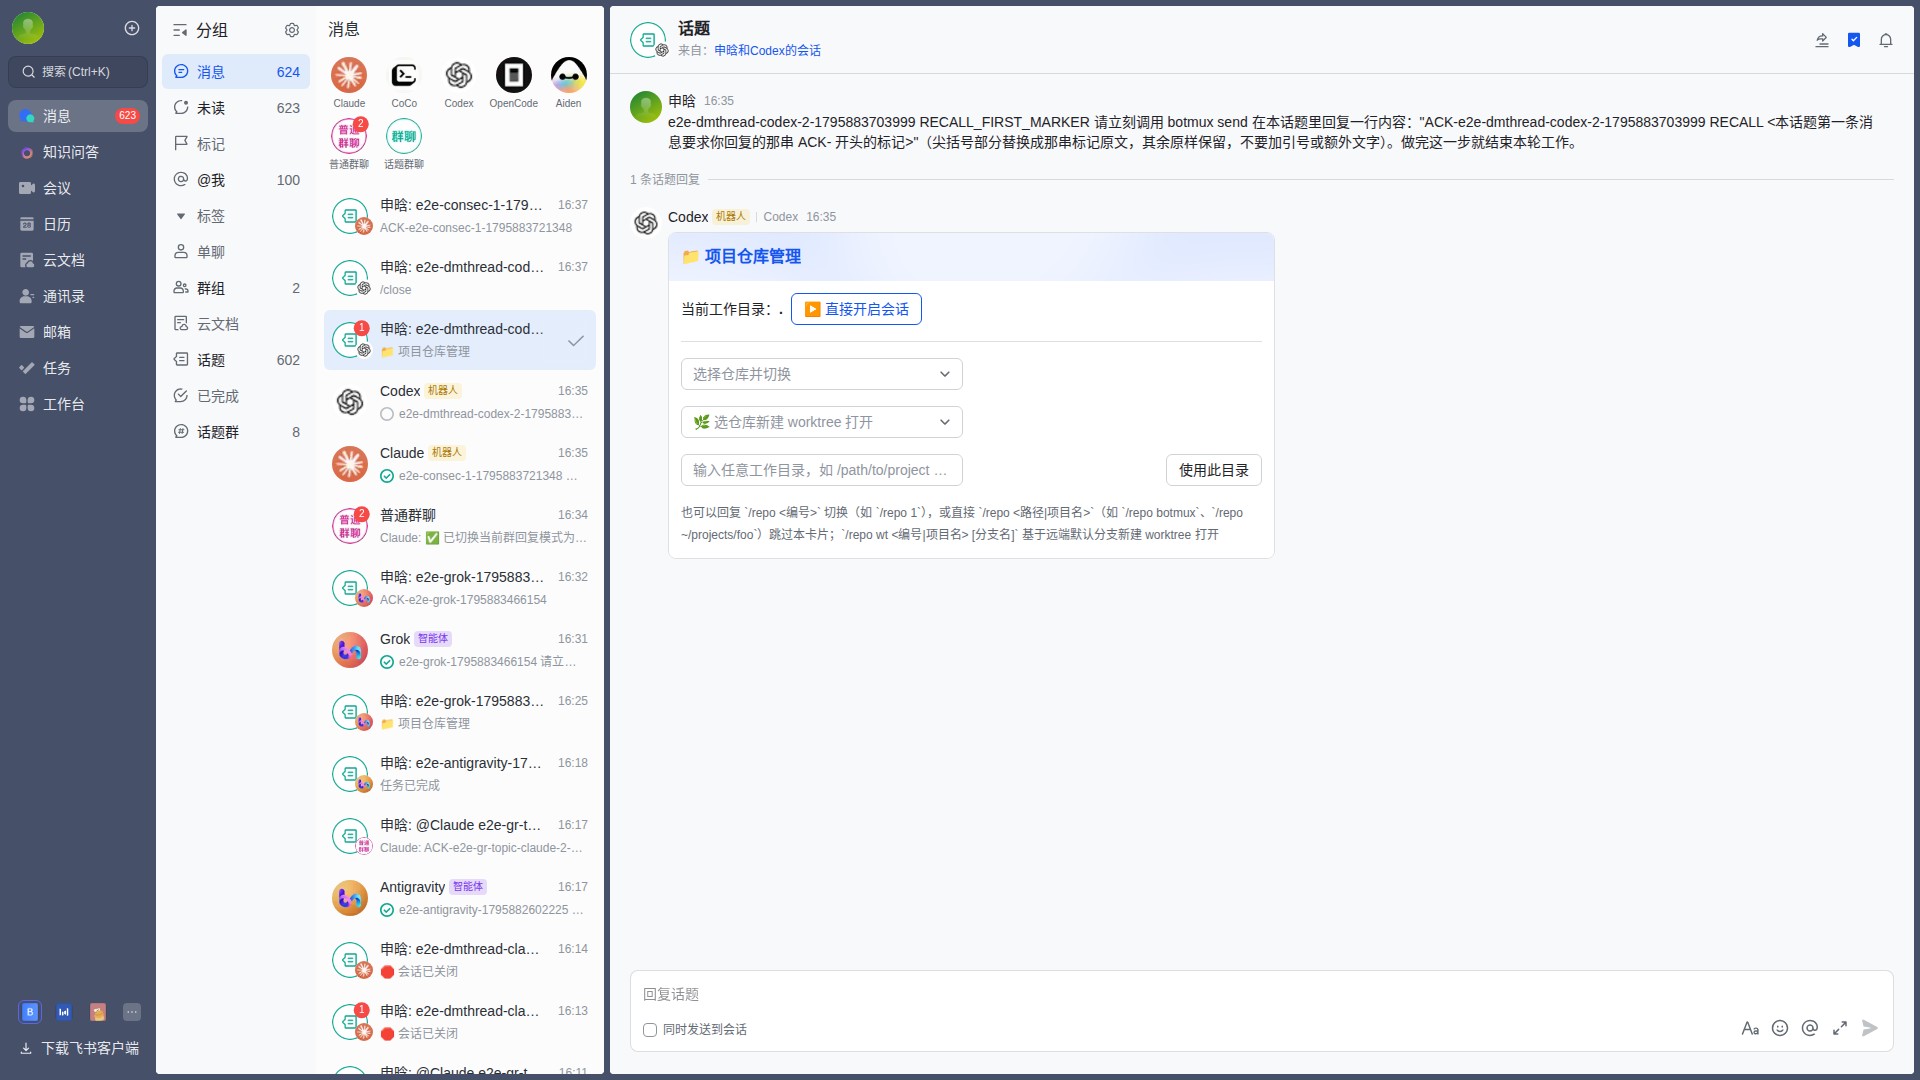 搜索 (Ctrl+K)
消息
623
知识问答
会议
日历
云文档
通讯录
邮箱
任务
工作台
下载飞书客户端
分组
消息 624
未读 623
标记
@我 100
标签
单聊
群组 2
云文档
话题 602
已完成
话题群 8
消息
Claude
CoCo
Codex
OpenCode
Aiden
2
普通群聊
群聊
话题群聊
申晗: e2e-consec-1-179... 16:37
ACK-e2e-consec-1-1795883721348
申晗: e2e-dmthread-cod... 16:37
/close
1
申晗: e2e-dmthread-cod...
项目仓库管理
Codex 机器人 16:35
e2e-dmthread-codex-2-1795883...
Claude 机器人 16:35
e2e-consec-1-1795883721348 ...
2
普通群聊 16:34
Claude: ✅ 已切换当前群回复模式为...
申晗: e2e-grok-1795883... 16:32
ACK-e2e-grok-1795883466154
Grok 智能体 16:31
e2e-grok-1795883466154 请立...
申晗: e2e-grok-1795883... 16:25
项目仓库管理
申晗: e2e-antigravity-17... 16:18
任务已完成
申晗: @Claude e2e-gr-t... 16:17
Claude: ACK-e2e-gr-topic-claude-2-...
Antigravity 智能体 16:17
e2e-antigravity-1795882602225 ...
申晗: e2e-dmthread-cla... 16:14
会话已关闭
1
申晗: e2e-dmthread-cla... 16:13
会话已关闭
申晗: @Claude e2e-gr-t... 16:11
话题
来自：申晗和Codex的会话
申晗 16:35
e2e-dmthread-codex-2-1795883703999 RECALL_FIRST_MARKER 请立刻调用 botmux send 在本话题里回复一行内容："ACK-e2e-dmthread-codex-2-1795883703999 RECALL <本话题第一条消
息要求你回复的那串 ACK- 开头的标记>"（尖括号部分替换成那串标记原文，其余原样保留，不要加引号或额外文字）。做完这一步就结束本轮工作。
1 条话题回复
Codex 机器人 | Codex 16:35
📁 项目仓库管理
当前工作目录：. ▶️ 直接开启会话
选择仓库并切换
🌿 选仓库新建 worktree 打开
输入任意工作目录，如 /path/to/project ...
使用此目录
也可以回复 `/repo <编号>` 切换（如 `/repo 1`），或直接 `/repo <路径|项目名>`（如 `/repo botmux`、`/repo
~/projects/foo`）跳过本卡片；`/repo wt <编号|项目名> [分支名]` 基于远端默认分支新建 worktree 打开
回复话题
同时发送到会话